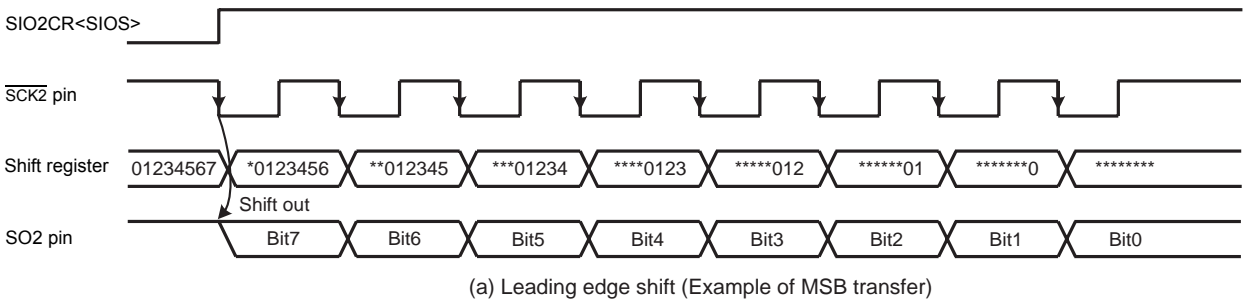 SIO2CR<SIOS>
SCK2 pin
Shift register 01234567 *0123456 **012345 ***01234 ****0123 *****012 ******01 *******0 ********
Shift out
SO2 pin Bit7 Bit6 Bit5 Bit4 Bit3 Bit2 Bit1 Bit0
(a) Leading edge shift (Example of MSB transfer)